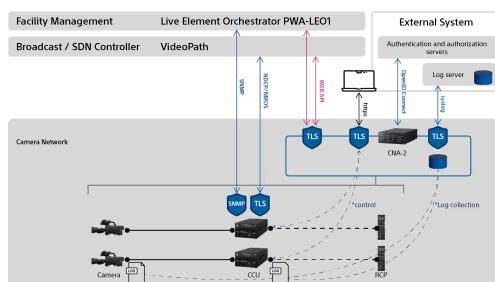 Facility Management Live Element Orchestrator PWA-LEO1
External System
Broadcast / SDN Controller VideoPath
Authentication and authorization
servers
Log server
SNMP
NDCP/NMOS
WEB API
https
OpenID Connect
syslog
Camera Network
TLS
TLS
CNA-2
TLS
SNMP
TLS
*control
*Log collection
Camera
LOG
CCU
LOG
RCP